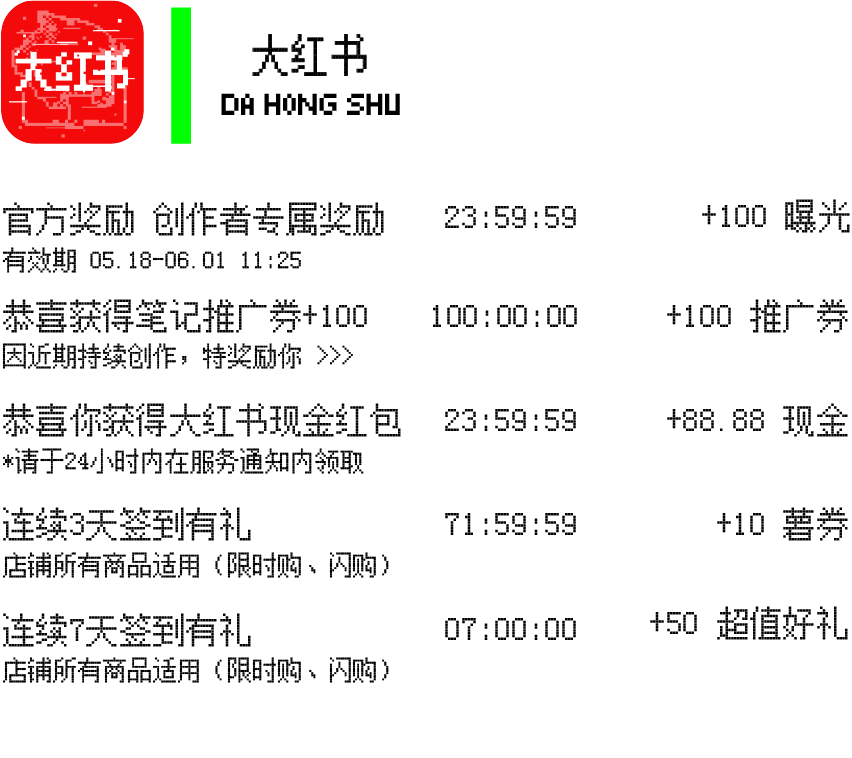 大红书
大红书
DA HONG SHU
官方奖励 创作者专属奖励 23:59:59 +100 曝光
有效期 05.18-06.01 11:25
恭喜获得笔记推广券+100 100:00:00 +100 推广券
因近期持续创作，特奖励你 >>>
恭喜你获得大红书现金红包 23:59:59 +88.88 现金
*请于24小时内在服务通知内领取
连续3天签到有礼 71:59:59 +10 薯券
店铺所有商品适用（限时购、闪购）
连续7天签到有礼 07:00:00 +50 超值好礼
店铺所有商品适用（限时购、闪购）